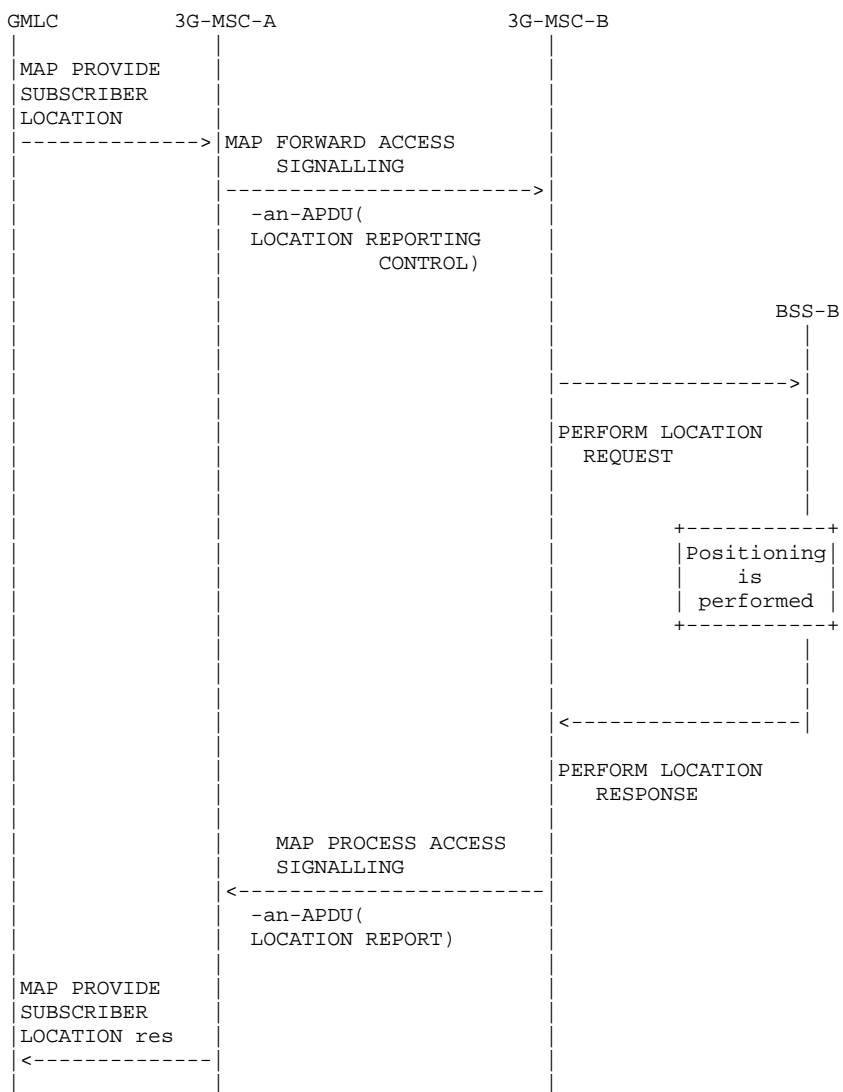 GMLC 3G-MSC-A 3G-MSC-B
MAP PROVIDE
SUBSCRIBER
LOCATION
MAP FORWARD ACCESS
SIGNALLING
-an-APDU(
LOCATION REPORTING
CONTROL)
BSS-B
PERFORM LOCATION
REQUEST
Positioning
is
performed
PERFORM LOCATION
RESPONSE
MAP PROCESS ACCESS
SIGNALLING
-an-APDU(
LOCATION REPORT)
MAP PROVIDE
SUBSCRIBER
LOCATION res